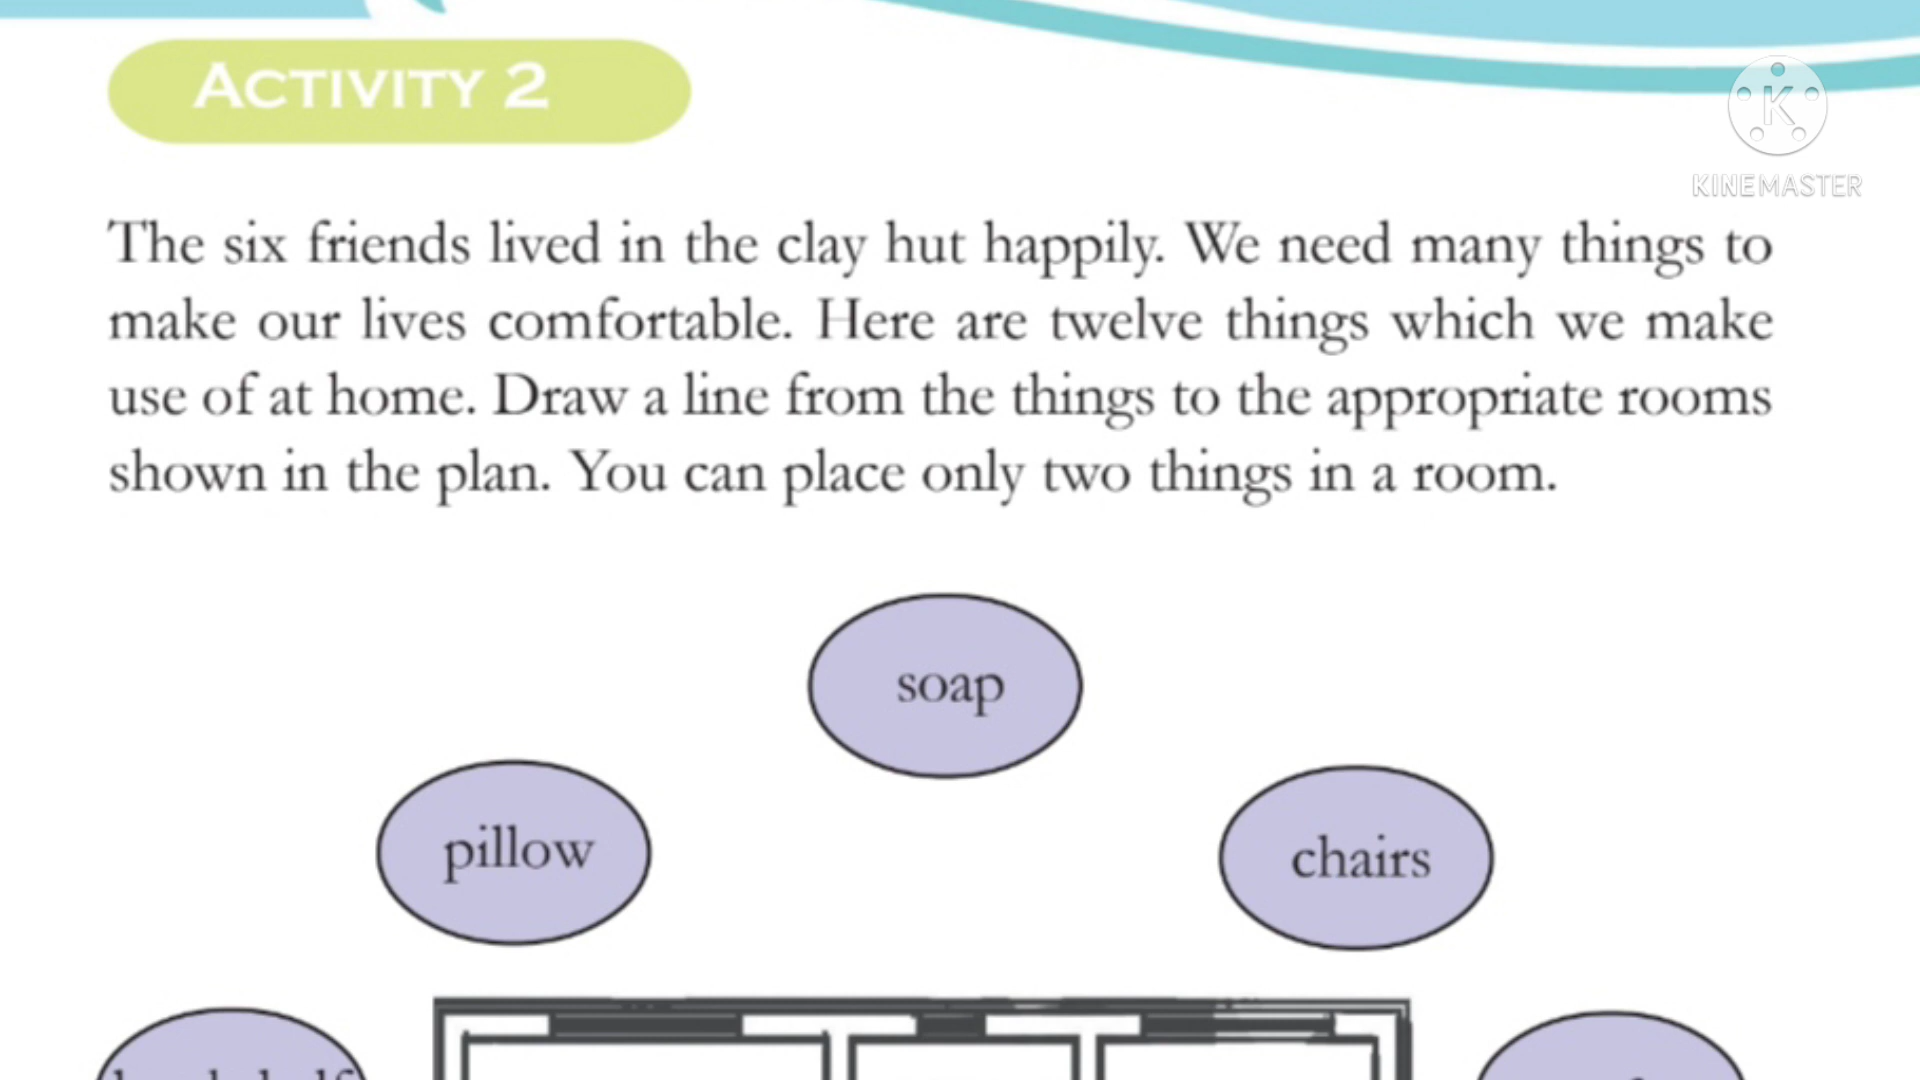 ACTIVITY 2
KINEMASTER
The six friends lived in the clay hut happily. We need many things to
make our lives comfortable. Here are twelve things which we make
use of at home. Draw a line from the things to the appropriate rooms
shown in the plan. You can place only two things in a room.
soap
pillow
chairs